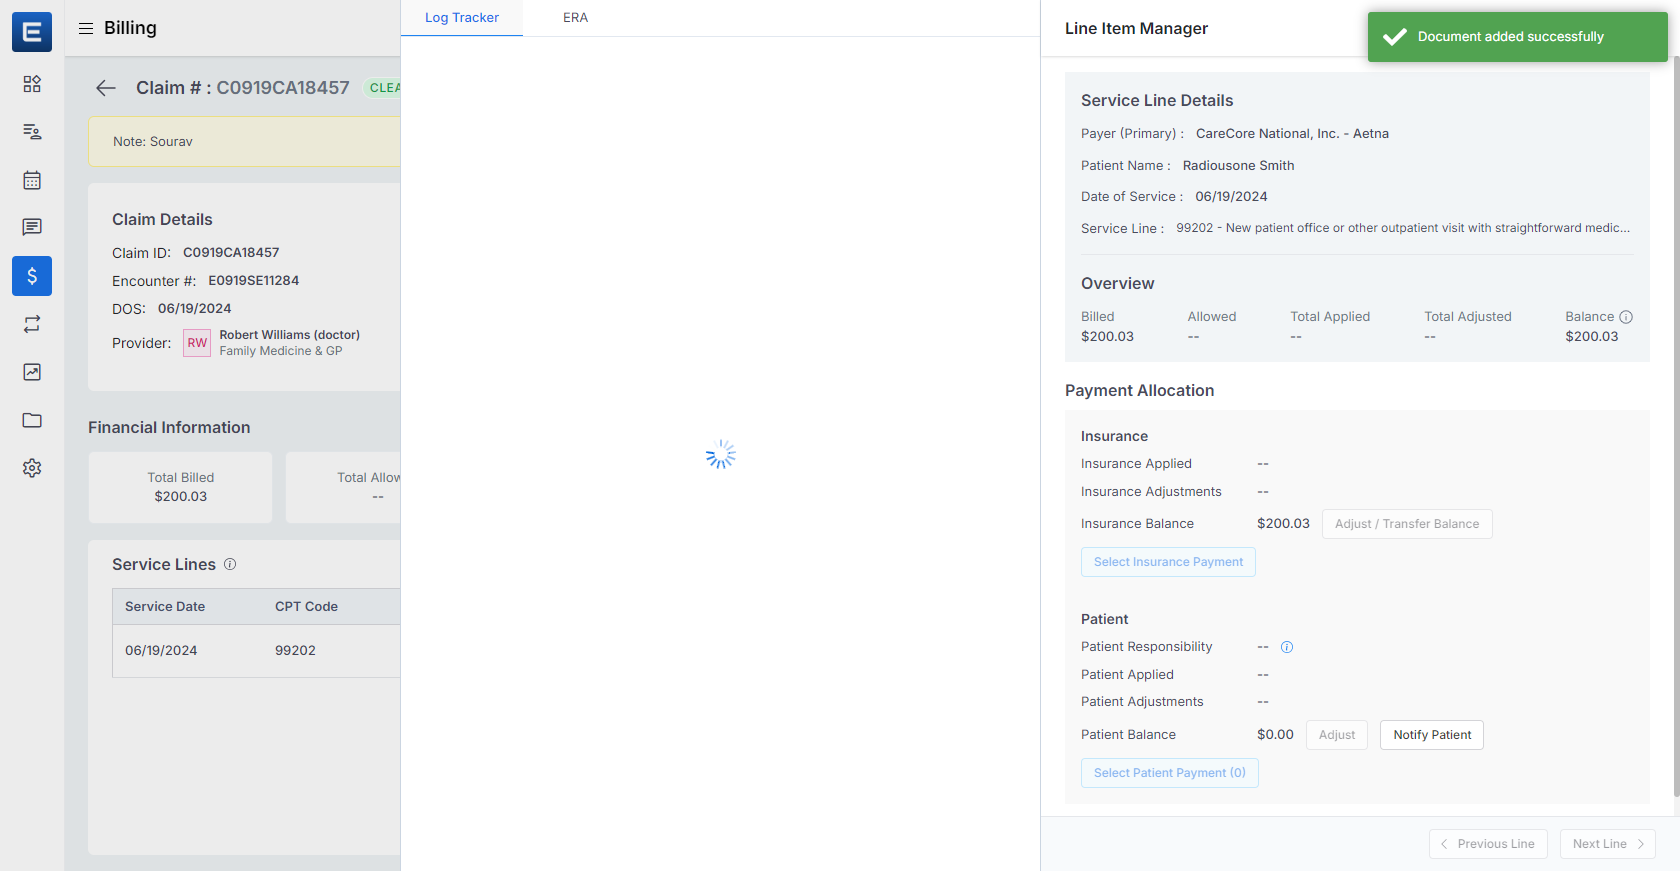 Billing
Claim # : C0919CA18457
CLEA
Note: Sourav
Claim Details
Claim ID: C0919CA18457
Encounter #: E0919SE11284
DOS: 06/19/2024
Provider: RW Robert Williams (doctor)
Family Medicine & GP
Financial Information
Total Billed
$200.03
Total Allow
--
Service Lines
Service Date CPT Code
06/19/2024 99202
Log Tracker ERA
Line Item Manager
Document added successfully
Service Line Details
Payer (Primary) : CareCore National, Inc. - Aetna
Patient Name : Radiousone Smith
Date of Service : 06/19/2024
Service Line : 99202 - New patient office or other outpatient visit with straightforward medic...
Overview
Billed Allowed Total Applied Total Adjusted Balance
$200.03 -- -- -- $200.03
Payment Allocation
Insurance
Insurance Applied --
Insurance Adjustments --
Insurance Balance $200.03 Adjust / Transfer Balance
Select Insurance Payment
Patient
Patient Responsibility --
Patient Applied --
Patient Adjustments --
Patient Balance $0.00 Adjust Notify Patient
Select Patient Payment (0)
Previous Line Next Line